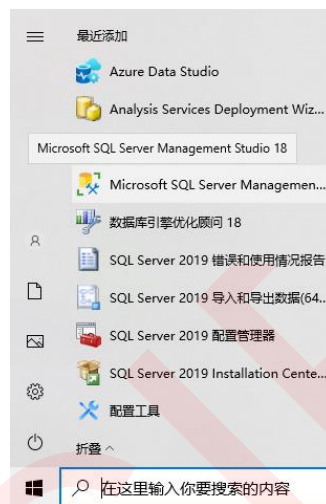 最近添加
Azure Data Studio
Analysis Services Deployment Wiz...
Microsoft SQL Server Management Studio 18
Microsoft SQL Server Managemen...
数据库引擎优化顾问 18
SQL Server 2019 错误和使用情况报告
SQL Server 2019 导入和导出数据(64...
SQL Server 2019 配置管理器
SQL Server 2019 Installation Cente...
配置工具
折叠
在这里输入你要搜索的内容